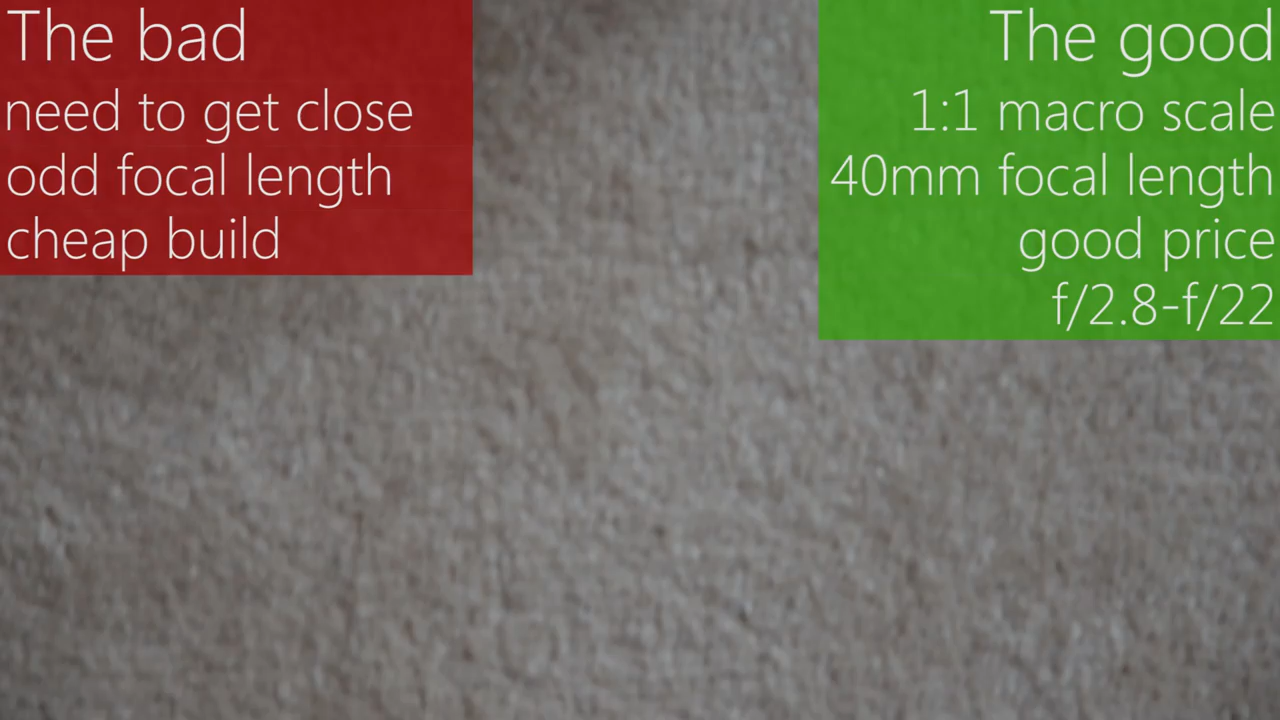 The bad
need to get close
odd focal length
cheap build
The good
1:1 macro scale
40mm focal length
good price
f/2.8-f/22